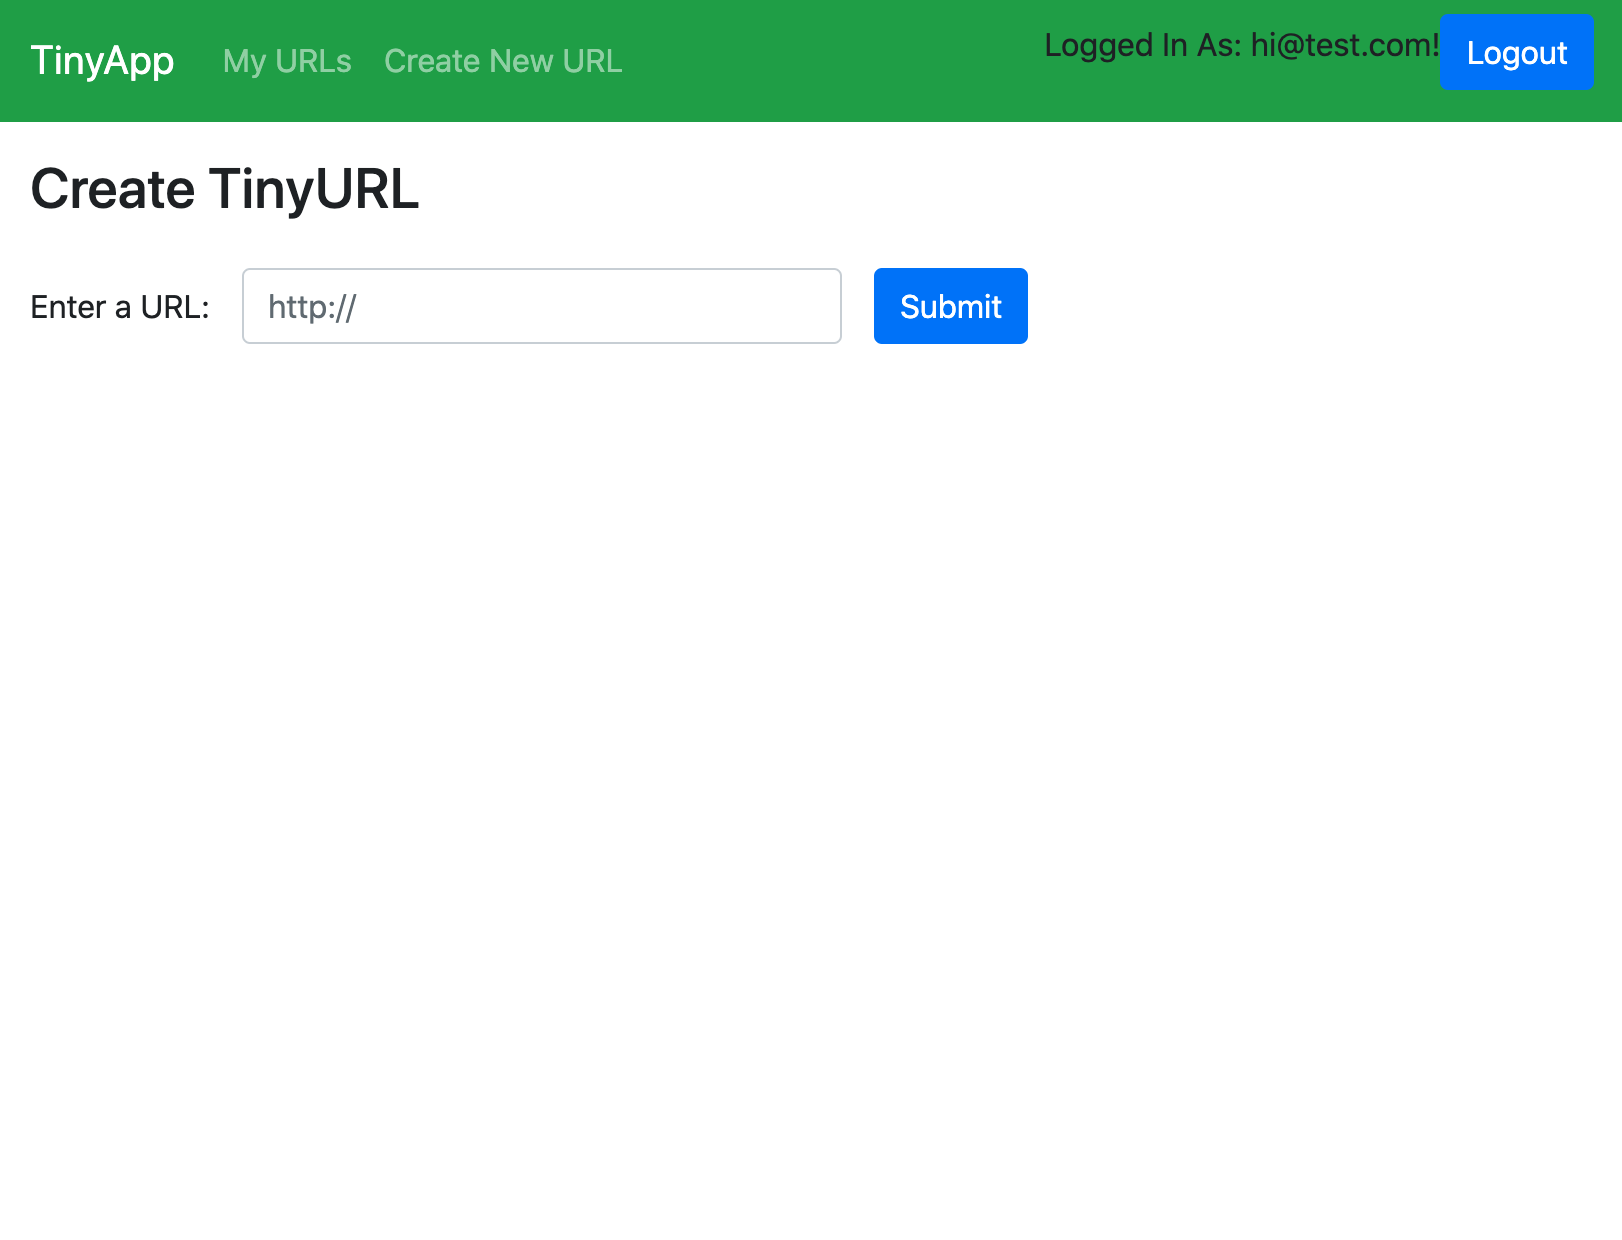 TinyApp My URLs Create New URL Logged In As: hi@test.com! Logout
Create TinyURL
Enter a URL: http:// Submit